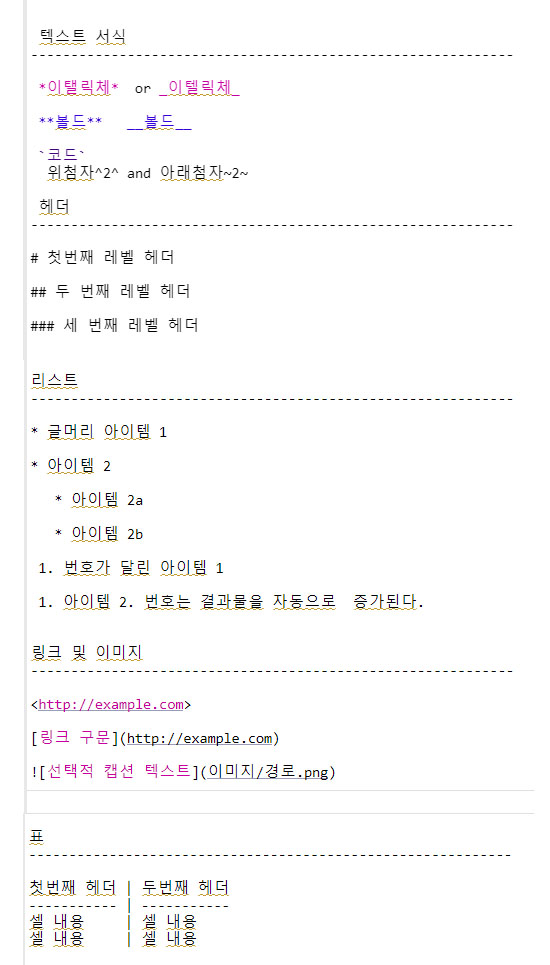 텍스트 서식
------------------------------------------------------------
*이탤릭체*  or _이텔릭체_
**볼드**   __볼드__
`코드`
위첨자^2^ and 아래첨자~2~
헤더
------------------------------------------------------------
# 첫번째 레벨 헤더
## 두 번째 레벨 헤더
### 세 번째 레벨 헤더
리스트
------------------------------------------------------------
* 글머리 아이템 1
* 아이템 2
   * 아이템 2a
   * 아이템 2b
1. 번호가 달린 아이템 1
1. 아이템 2. 번호는 결과물을 자동으로  증가된다.
링크 및 이미지
------------------------------------------------------------
<http://example.com>
[링크 구문](http://example.com)
![선택적 캡션 텍스트](이미지/경로.png)
표
------------------------------------------------------------
첫번째 헤더 | 두번째 헤더
----------- | -----------
셀 내용     | 셀 내용
셀 내용     | 셀 내용